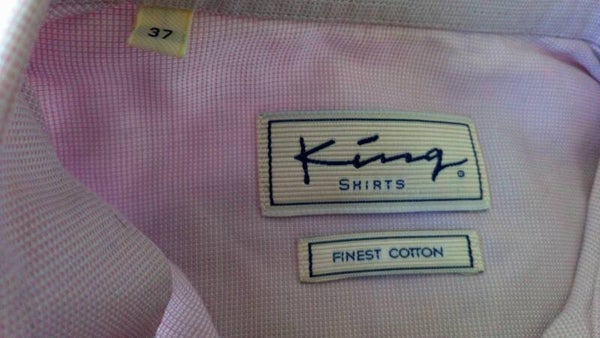 37
King
SHIRTS
FINEST COTTON